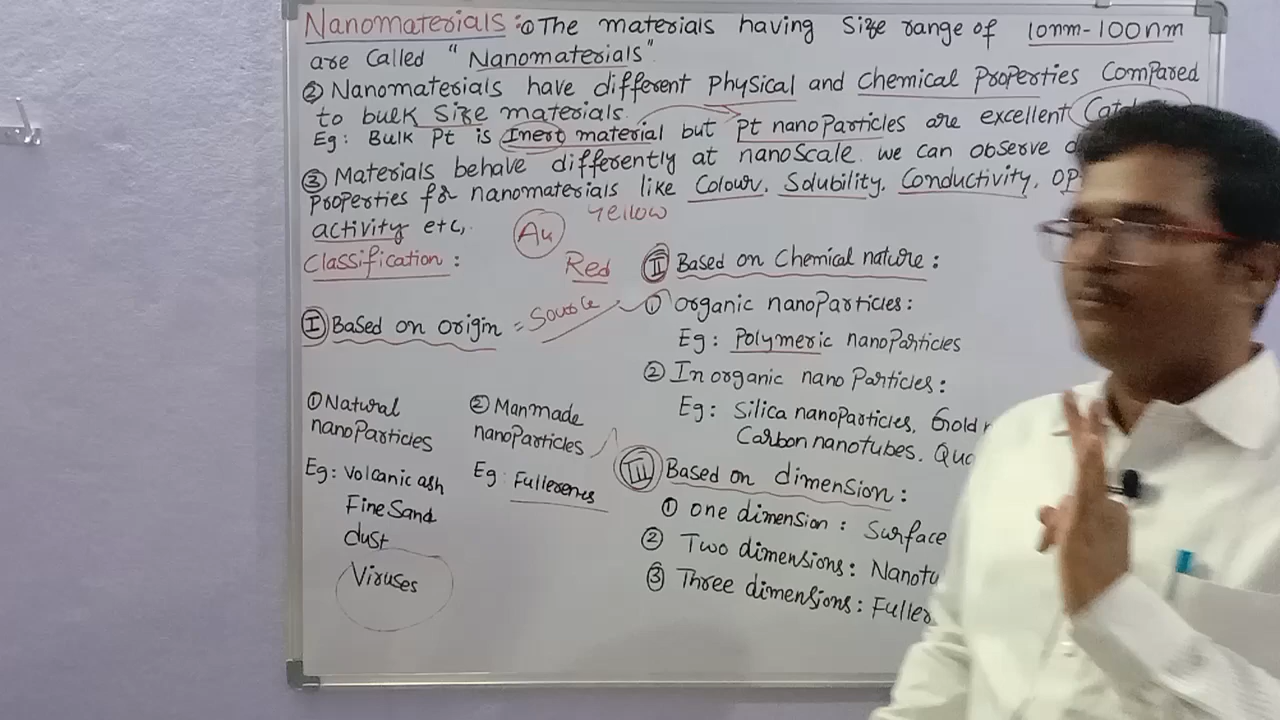 Nanomaterials : ① The materials having Size range of 10nm-100nm
are Called "Nanomaterials"
② Nanomaterials have different Physical and Chemical Properties Compared
to bulk Size materials.
Eg: Bulk Pt is Inert material but Pt nanoParticles are excellent
③ Materials behave differently at nanoScale. we can observe
Properties for nanomaterials like Colour, Solubility, Conductivity,
activity etc,.
Au Yellow
Red
Classification :
Ⅰ Based on origin = Source
① Natural
nanoParticles
Eg: Volcanic ash
Fine Sand
dust
Viruses
② Manmade
nanoParticles
Eg: Fullerenes
Ⅱ Based on Chemical nature :
① Organic nanoParticles :
Eg: Polymeric nanoParticles
② Inorganic nano Particles :
Eg: Silica nanoParticles, Gold
Carbon nanotubes.
Ⅲ Based on dimension :
① one dimension : Surface
② Two dimensions :
③ Three dimensions :